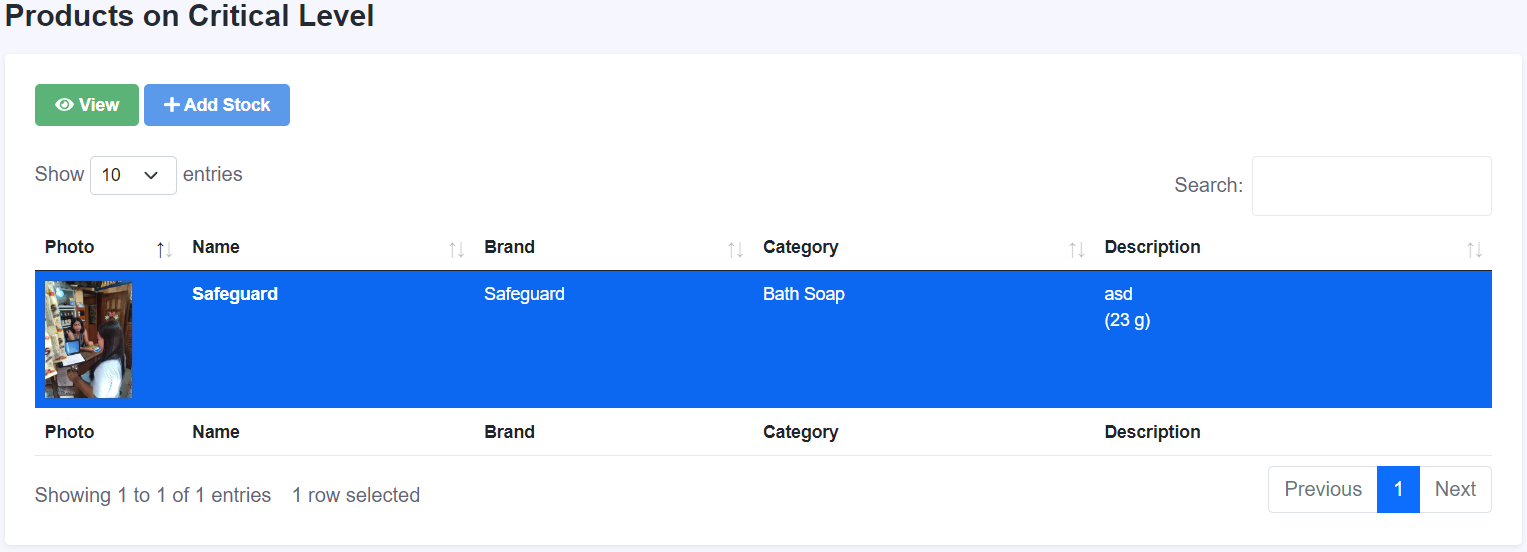 Products on Critical Level
View
Add Stock
Show 10 entries
Search:
Photo Name Brand Category Description
Safeguard Safeguard Bath Soap asd
(23 g)
Photo Name Brand Category Description
Showing 1 to 1 of 1 entries 1 row selected
Previous 1 Next